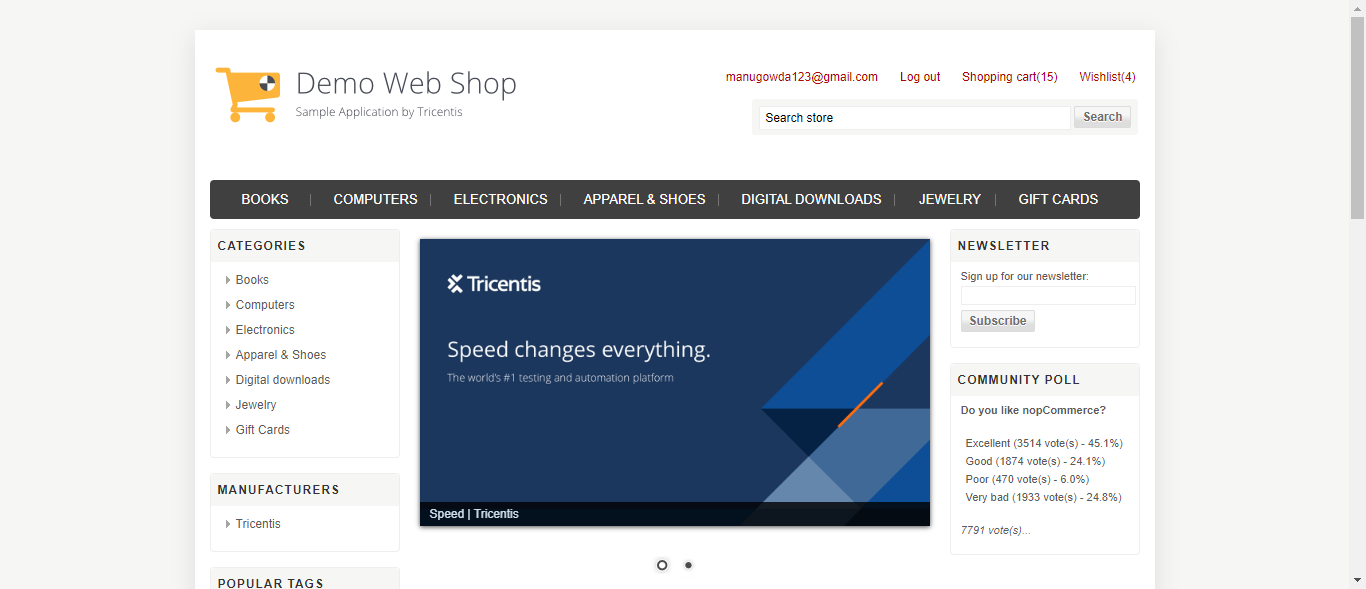 Demo Web Shop
Sample Application by Tricentis
manugowda123@gmail.com Log out Shopping cart(15) Wishlist(4)
Search store Search
BOOKS COMPUTERS ELECTRONICS APPAREL & SHOES DIGITAL DOWNLOADS JEWELRY GIFT CARDS
CATEGORIES
Books
Computers
Electronics
Apparel & Shoes
Digital downloads
Jewelry
Gift Cards
MANUFACTURERS
Tricentis
POPULAR TAGS
Tricentis
Speed changes everything.
The world's #1 testing and automation platform
Speed | Tricentis
NEWSLETTER
Sign up for our newsletter:
Subscribe
COMMUNITY POLL
Do you like nopCommerce?
Excellent (3514 vote(s) - 45.1%)
Good (1874 vote(s) - 24.1%)
Poor (470 vote(s) - 6.0%)
Very bad (1933 vote(s) - 24.8%)
7791 vote(s)...